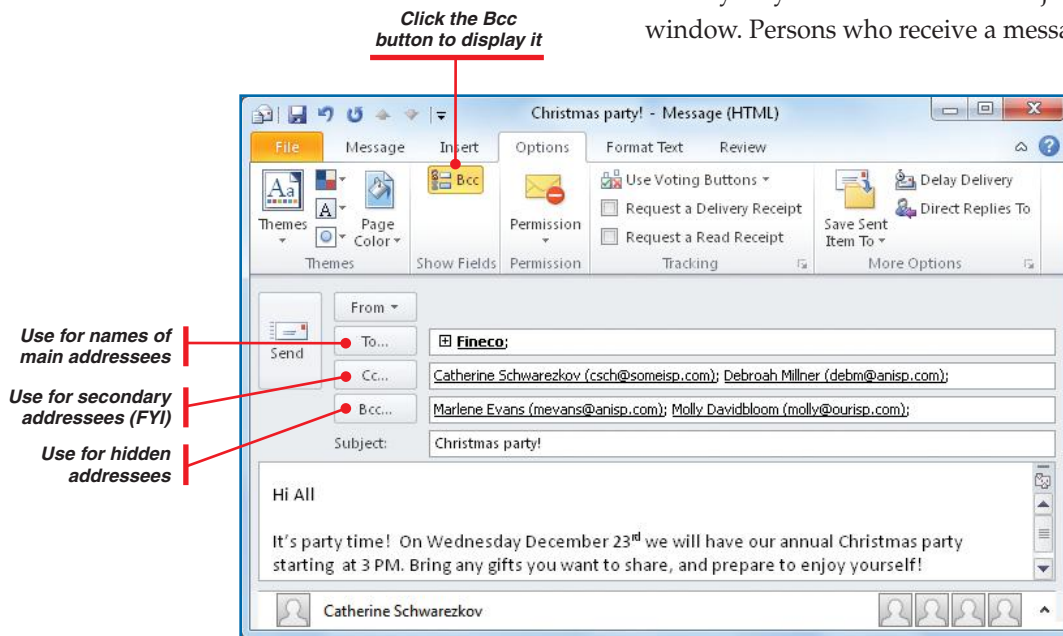 window. Persons who receive a messa
Click the Bcc
button to display it
Christmas party! - Message (HTML)
File Message Insert Options Format Text Review
Aa Bcc Use Voting Buttons Delay Delivery
A Request a Delivery Receipt Direct Replies To
Themes Page Color Permission Request a Read Receipt Save Sent Item To
Themes Show Fields Permission Tracking More Options
From
Use for names of
main addressees
Send
To... Fineco;
Use for secondary
addressees (FYI)
Cc... Catherine Schwarezkov (csch@someisp.com); Debroah Millner (debm@anisp.com);
Use for hidden
addressees
Bcc... Marlene Evans (mevans@anisp.com); Molly Davidbloom (molly@ourisp.com);
Subject: Christmas party!
Hi All
It's party time! On Wednesday December 23rd we will have our annual Christmas party
starting at 3 PM. Bring any gifts you want to share, and prepare to enjoy yourself!
Catherine Schwarezkov